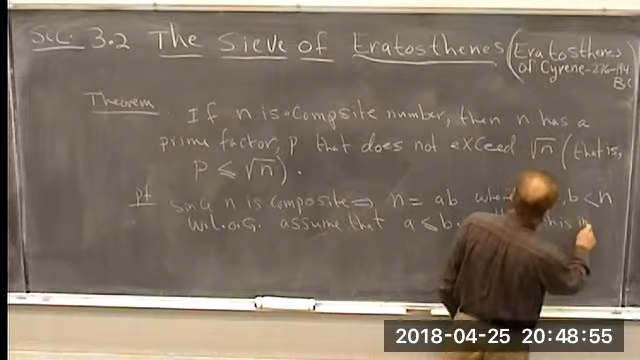 Sec. 3.2 The Sieve of Eratosthenes (Eratosthenes
of Cyrene -276-194
BC
Theorem If n is Composite number, then n has a
prime factor, p that does not exceed √n (that is,
p ≤ √n).
Pf Since n is composite ⇒ n = ab where , b < n
W.L.O.G. assume that a ≤ b. this
2018-04-25 20:48:55